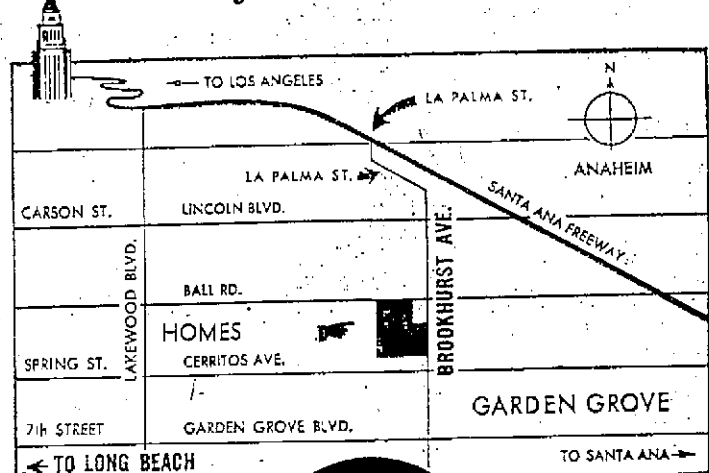 ← TO LOS ANGELES
N
LA PALMA ST.
ANAHEIM
LA PALMA ST.
CARSON ST.
LINCOLN BLVD.
SANTA ANA FREEWAY
LAKEWOOD BLVD.
BROOKHURST AVE.
BALL RD.
HOMES
SPRING ST.
CERRITOS AVE.
GARDEN GROVE
7th STREET
GARDEN GROVE BLVD.
← TO LONG BEACH
TO SANTA ANA →